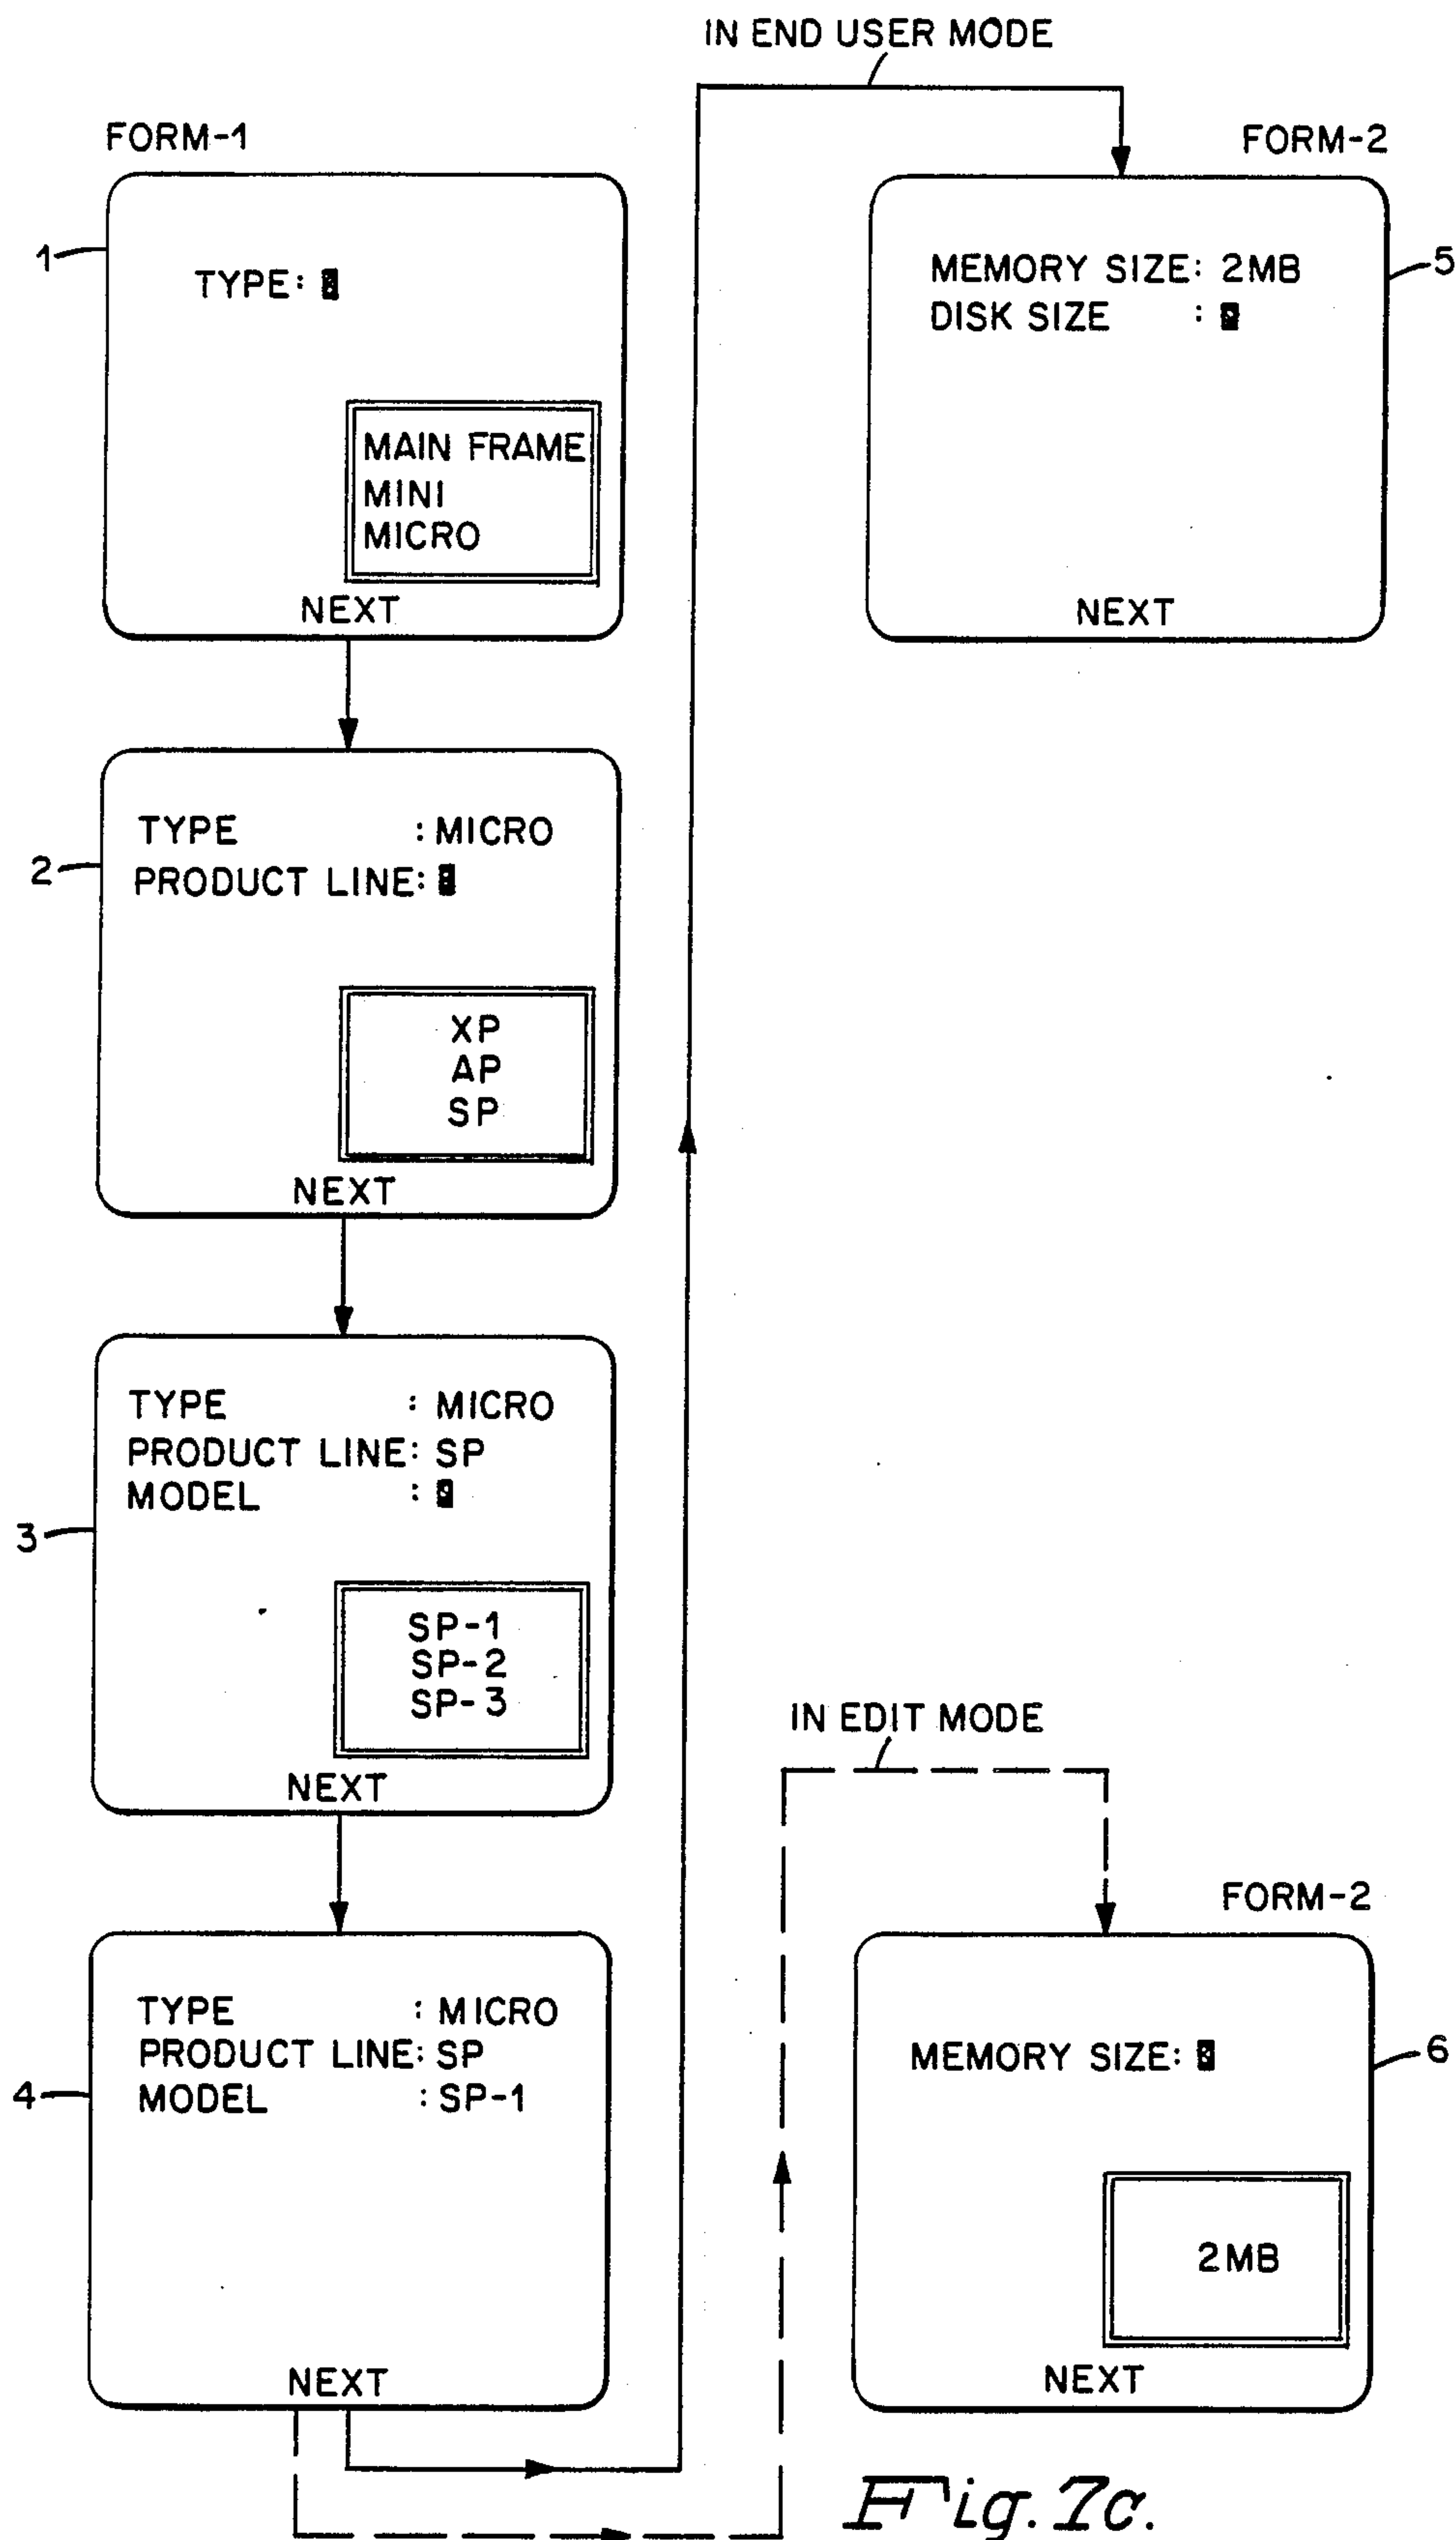 IN END USER MODE
FORM-1
1
TYPE:
MAIN FRAME
MINI
MICRO
NEXT
2
TYPE : MICRO
PRODUCT LINE:
XP
AP
SP
NEXT
3
TYPE : MICRO
PRODUCT LINE: SP
MODEL :
SP-1
SP-2
SP-3
NEXT
4
TYPE : MICRO
PRODUCT LINE: SP
MODEL : SP-1
NEXT
FORM-2
5
MEMORY SIZE: 2MB
DISK SIZE :
NEXT
IN EDIT MODE
FORM-2
6
MEMORY SIZE:
2MB
NEXT
Fig. 7c.